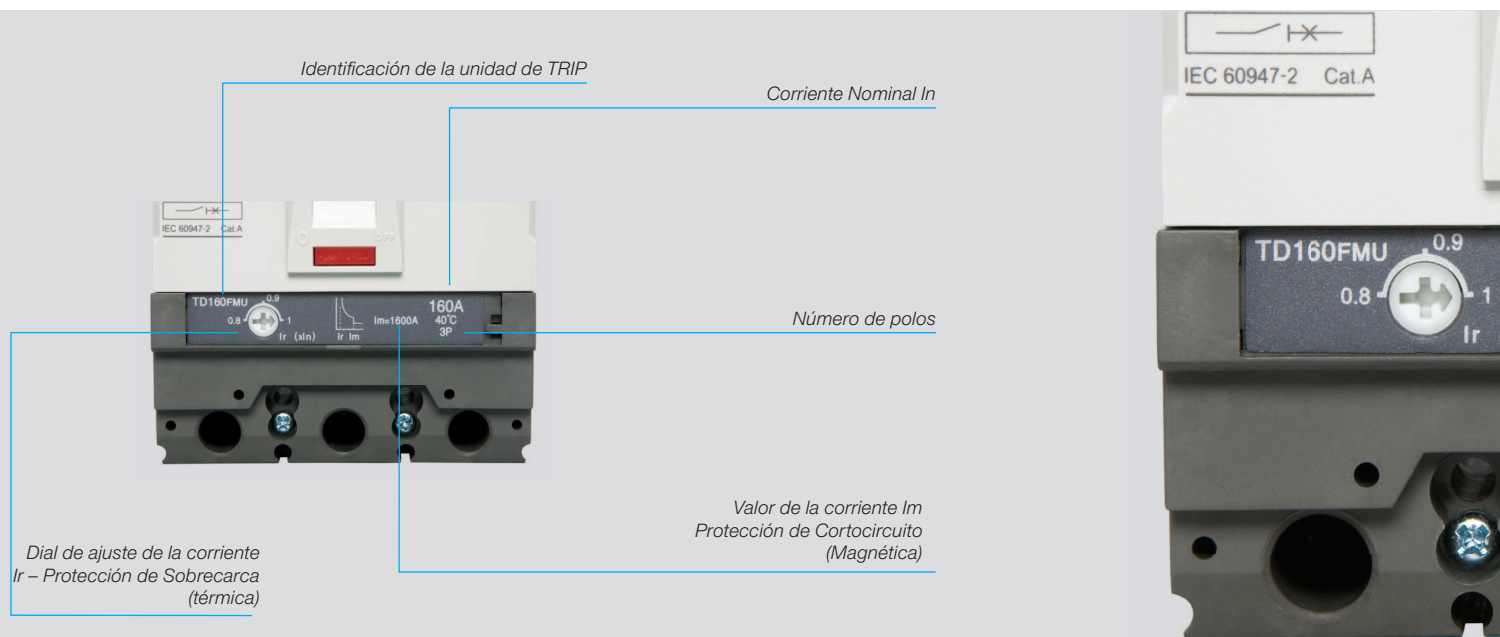 Identificación de la unidad de TRIP
Corriente Nominal In
IEC 60947-2 Cat.A
OFF
TD160FMU
0.9
0.8
1
Ir (xIn)
Ir Im
Im=1600A
160A
40°C
3P
Número de polos
Valor de la corriente Im
Protección de Cortocircuito
(Magnética)
Dial de ajuste de la corriente
Ir – Protección de Sobrecarca
(térmica)
IEC 60947-2 Cat.A
TD160FMU
0.9
0.8
1
Ir